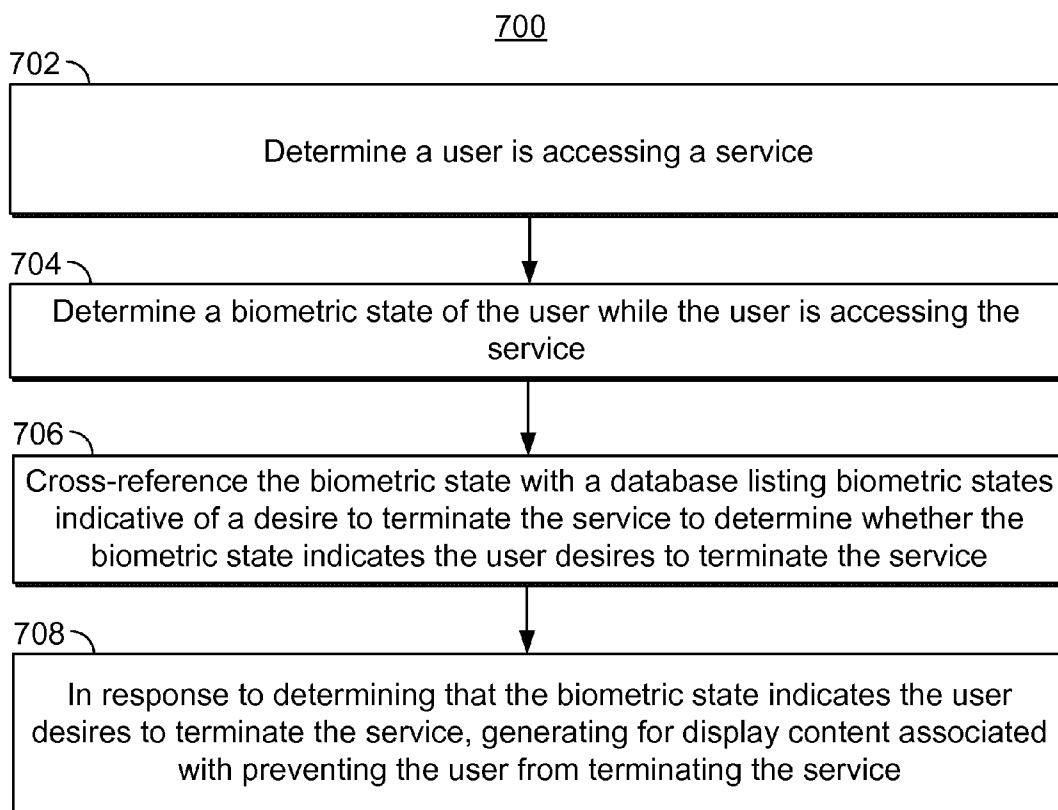 700
702
Determine a user is accessing a service
704
Determine a biometric state of the user while the user is accessing the
service
706
Cross-reference the biometric state with a database listing biometric states
indicative of a desire to terminate the service to determine whether the
biometric state indicates the user desires to terminate the service
708
In response to determining that the biometric state indicates the user
desires to terminate the service, generating for display content associated
with preventing the user from terminating the service